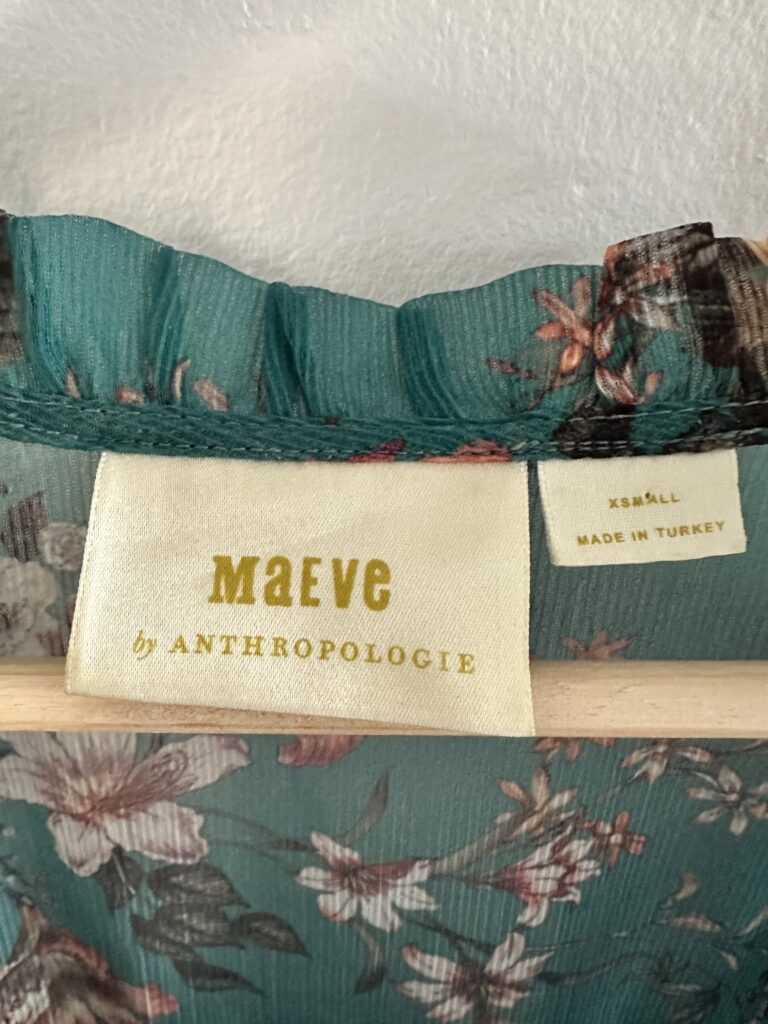 MaEVe
by ANTHROPOLOGIE
XSMALL
MADE IN TURKEY